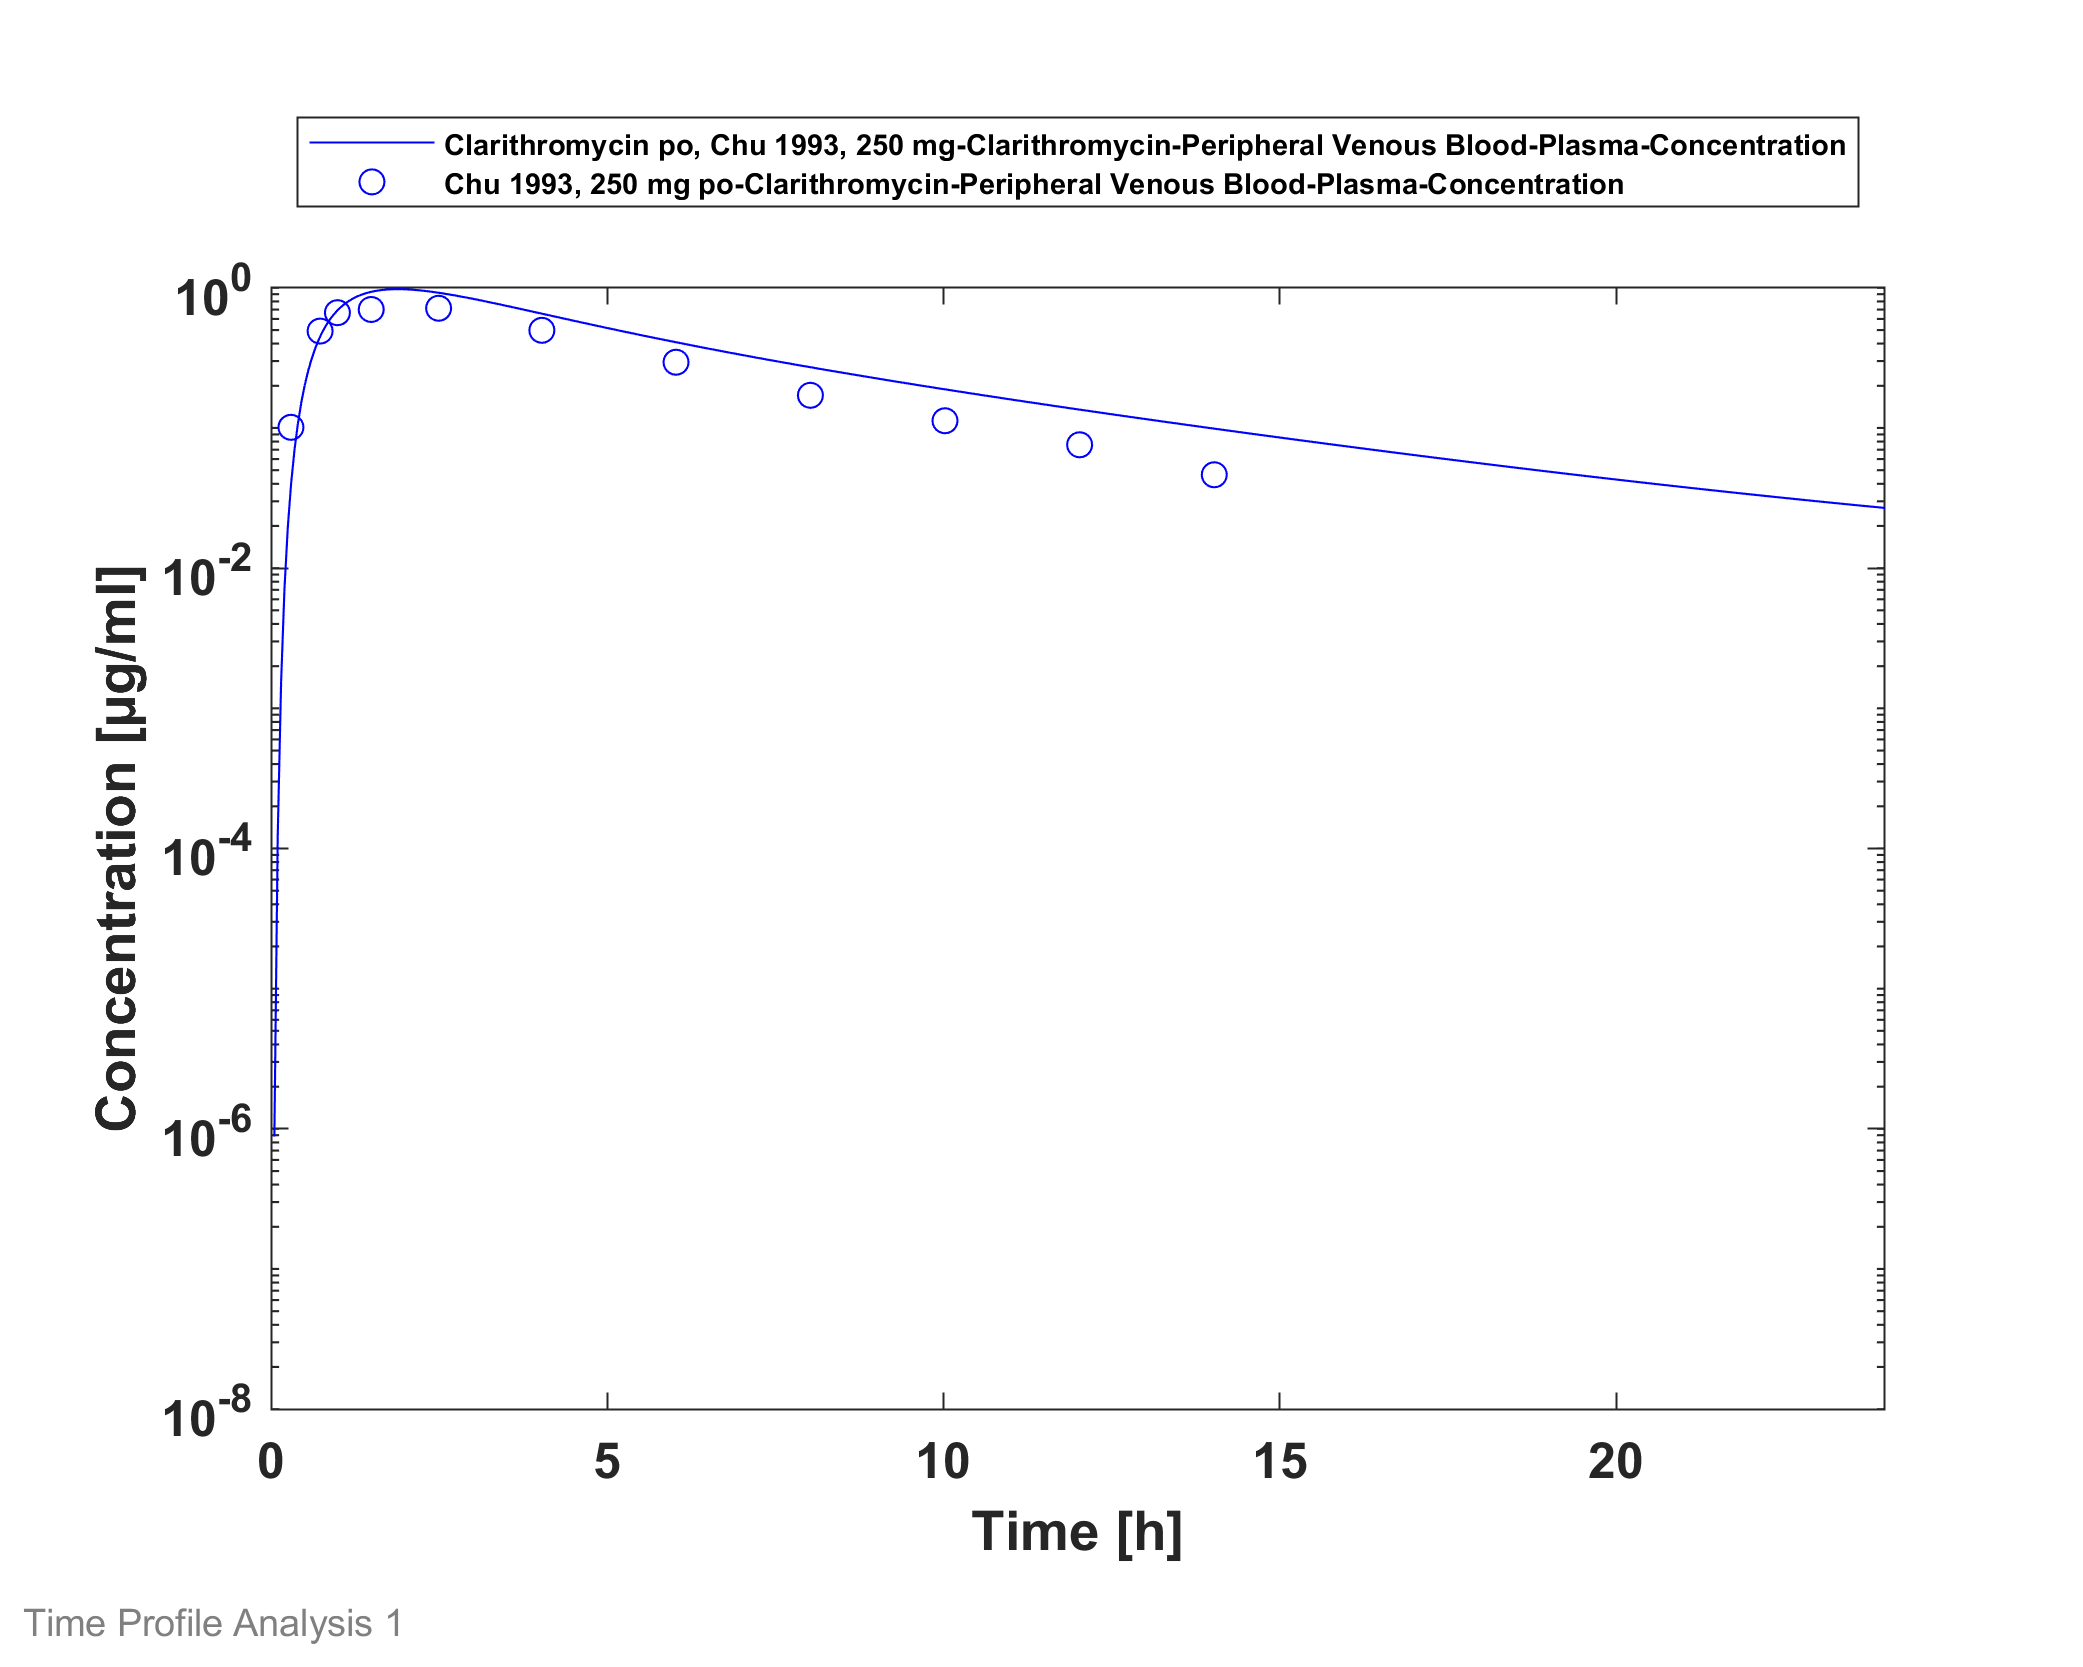 Clarithromycin po, Chu 1993, 250 mg-Clarithromycin-Peripheral Venous Blood-Plasma-Concentration
Chu 1993, 250 mg po-Clarithromycin-Peripheral Venous Blood-Plasma-Concentration
10^0
10^-2
10^-4
10^-6
10^-8
Concentration [µg/ml]
0 5 10 15 20
Time [h]
Time Profile Analysis 1